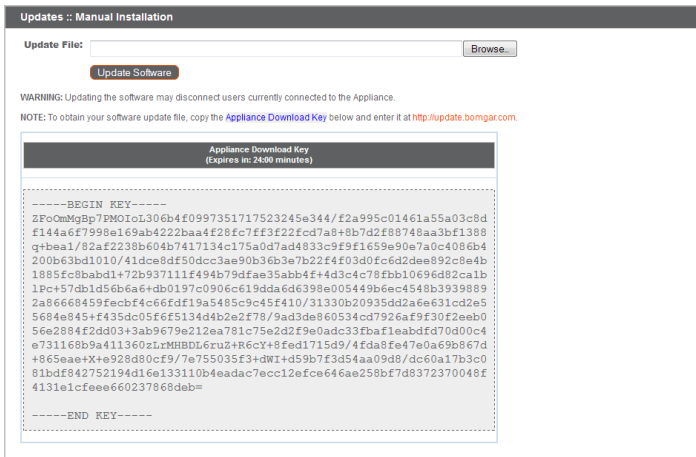 Updates :: Manual Installation
Update File:
Browse..
Update Software
WARNING: Updating the software may disconnect users currently connected to the Appliance.
NOTE: To obtain your software update file, copy the Appliance Download Key below and enter it at http://update.bomgar.com.
Appliance Download Key
(Expires in: 24:00 minutes)
-----BEGIN KEY-----
ZFoOmMgBp7PMOIoL306b4f0997351717523245e344/f2a995c01461a55a03c8d
f144a6f7998e169ab4222baa4f28fc7ff3f22fcd7a8+8b7d2f88748aa3bf1388
q+bea1/82af2238b604b7417134c175a0d7ad4833c9f9f1659e90e7a0c4086b4
200b63bd1010/41dce8df50dcc3ae90b36b3e7b22f4f03d0fc6d2dee892c8e4b
1885fc8babd1+72b937111f494b79dfae35abb4f+4d3c4c78fbb10696d82ca1b
1Pc+57db1d56b6a6+db0197c0906c619dda6d6398e005449b6ec4548b3939889
2a86668459fecbf4c66fdf19a5485c9c45f410/31330b20935dd2a6e631cd2e5
5684e845+f435dc05f6f5134d4b2e2f78/9ad3de860534cd7926af9f30f2eeb0
56e2884f2dd03+3ab9679e212ea781c75e2d2f9e0adc33fbaf1eabdfd70d00c4
e731168b9a411360zLrMHBDL6ruZ+R6cY+8fed1715d9/4fda8fe47e0a69b867d
+865eae+X+e928d80cf9/7e755035f3+dWI+d59b7f3d54aa09d8/dc60a17b3c0
81bdf842752194d16e133110b4eadac7ecc12efce646ae258bf7d8372370048f
4131e1cfeee660237868deb=
-----END KEY-----